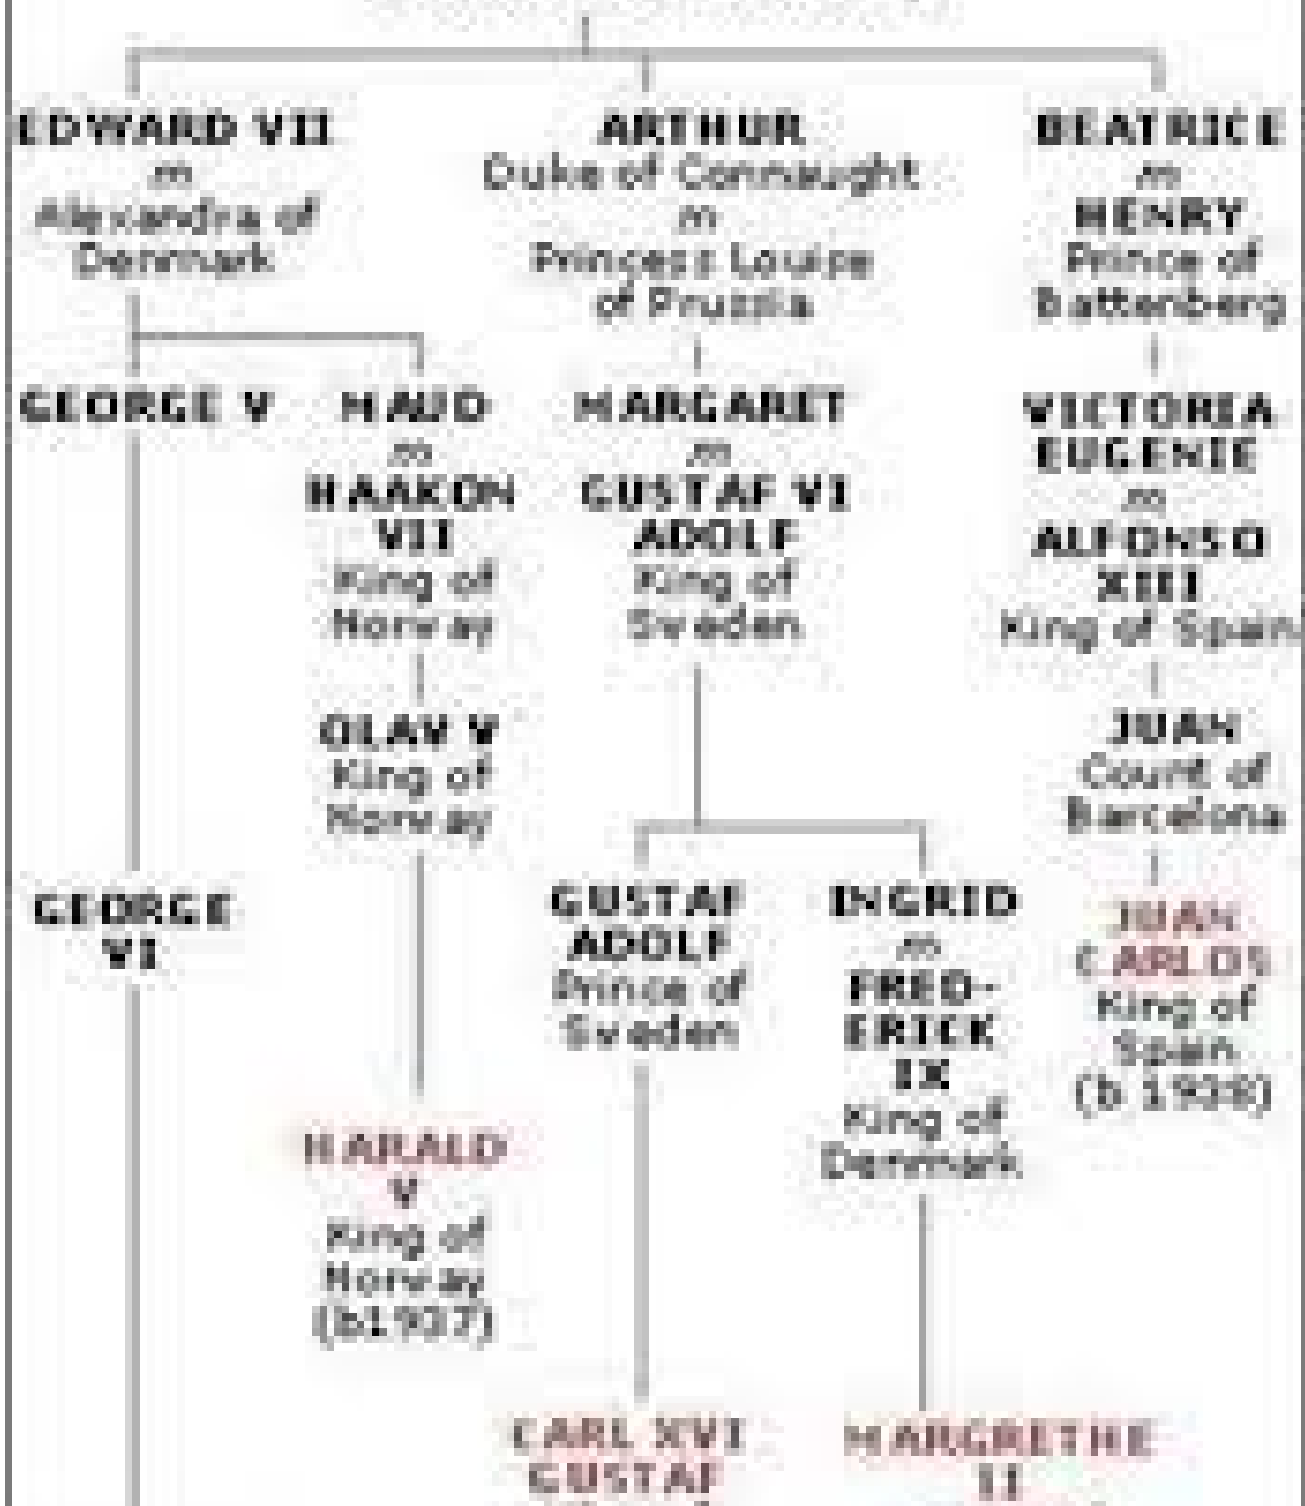 EDWARD VII
m
Alexandra of
Denmark
ARTHUR
Duke of Connaught
m
Princess Louise
of Prussia
BEATRICE
m
HENRY
Prince of
Battenberg
GEORGE V
MAUD
m
HAAKON
VII
King of
Norway
MARGARET
m
GUSTAF VI
ADOLF
King of
Sweden
VICTORIA
EUGENIE
m
ALFONSO
XIII
King of Spain
OLAV V
King of
Norway
JUAN
Count of
Barcelona
GEORGE
VI
GUSTAF
ADOLF
Prince of
Sweden
INGRID
m
FRED-
ERICK
IX
King of
Denmark
JUAN
CARLOS
King of
Spain
(b 1938)
HARALD
V
King of
Norway
(b1937)
CARL XVI
GUSTAF
MARGRETHE
II